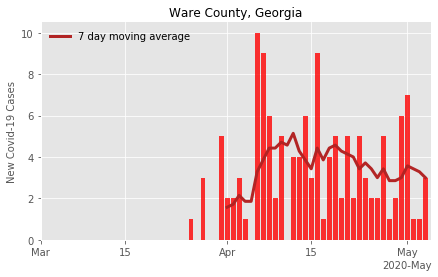 Ware County, Georgia
7 day moving average
New Covid-19 Cases
10
8
6
4
2
0
Mar 15 Apr 15 May
2020-May